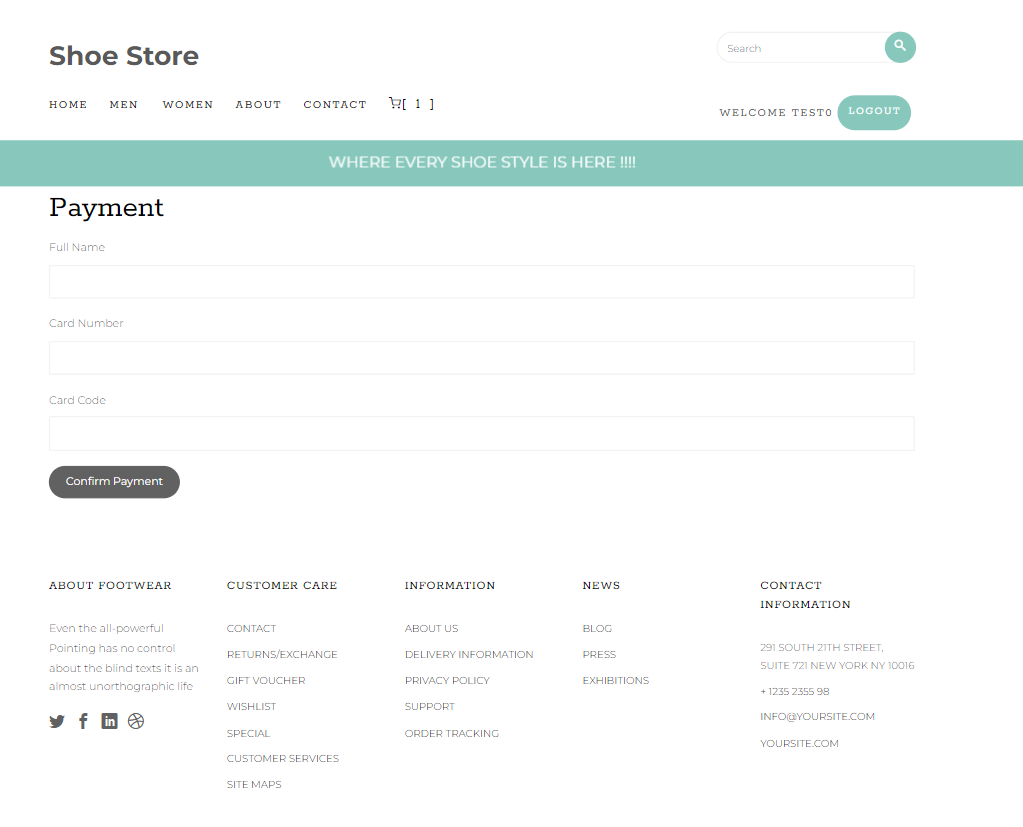 Shoe Store
Search
HOME MEN WOMEN ABOUT CONTACT [ 1 ]
WELCOME TEST0 LOGOUT
WHERE EVERY SHOE STYLE IS HERE !!!!
Payment
Full Name
Card Number
Card Code
Confirm Payment
ABOUT FOOTWEAR
Even the all-powerful
Pointing has no control
about the blind texts it is an
almost unorthographic life
CUSTOMER CARE
CONTACT
RETURNS/EXCHANGE
GIFT VOUCHER
WISHLIST
SPECIAL
CUSTOMER SERVICES
SITE MAPS
INFORMATION
ABOUT US
DELIVERY INFORMATION
PRIVACY POLICY
SUPPORT
ORDER TRACKING
NEWS
BLOG
PRESS
EXHIBITIONS
CONTACT
INFORMATION
291 SOUTH 21TH STREET,
SUITE 721 NEW YORK NY 10016
+ 1235 2355 98
INFO@YOURSITE.COM
YOURSITE.COM